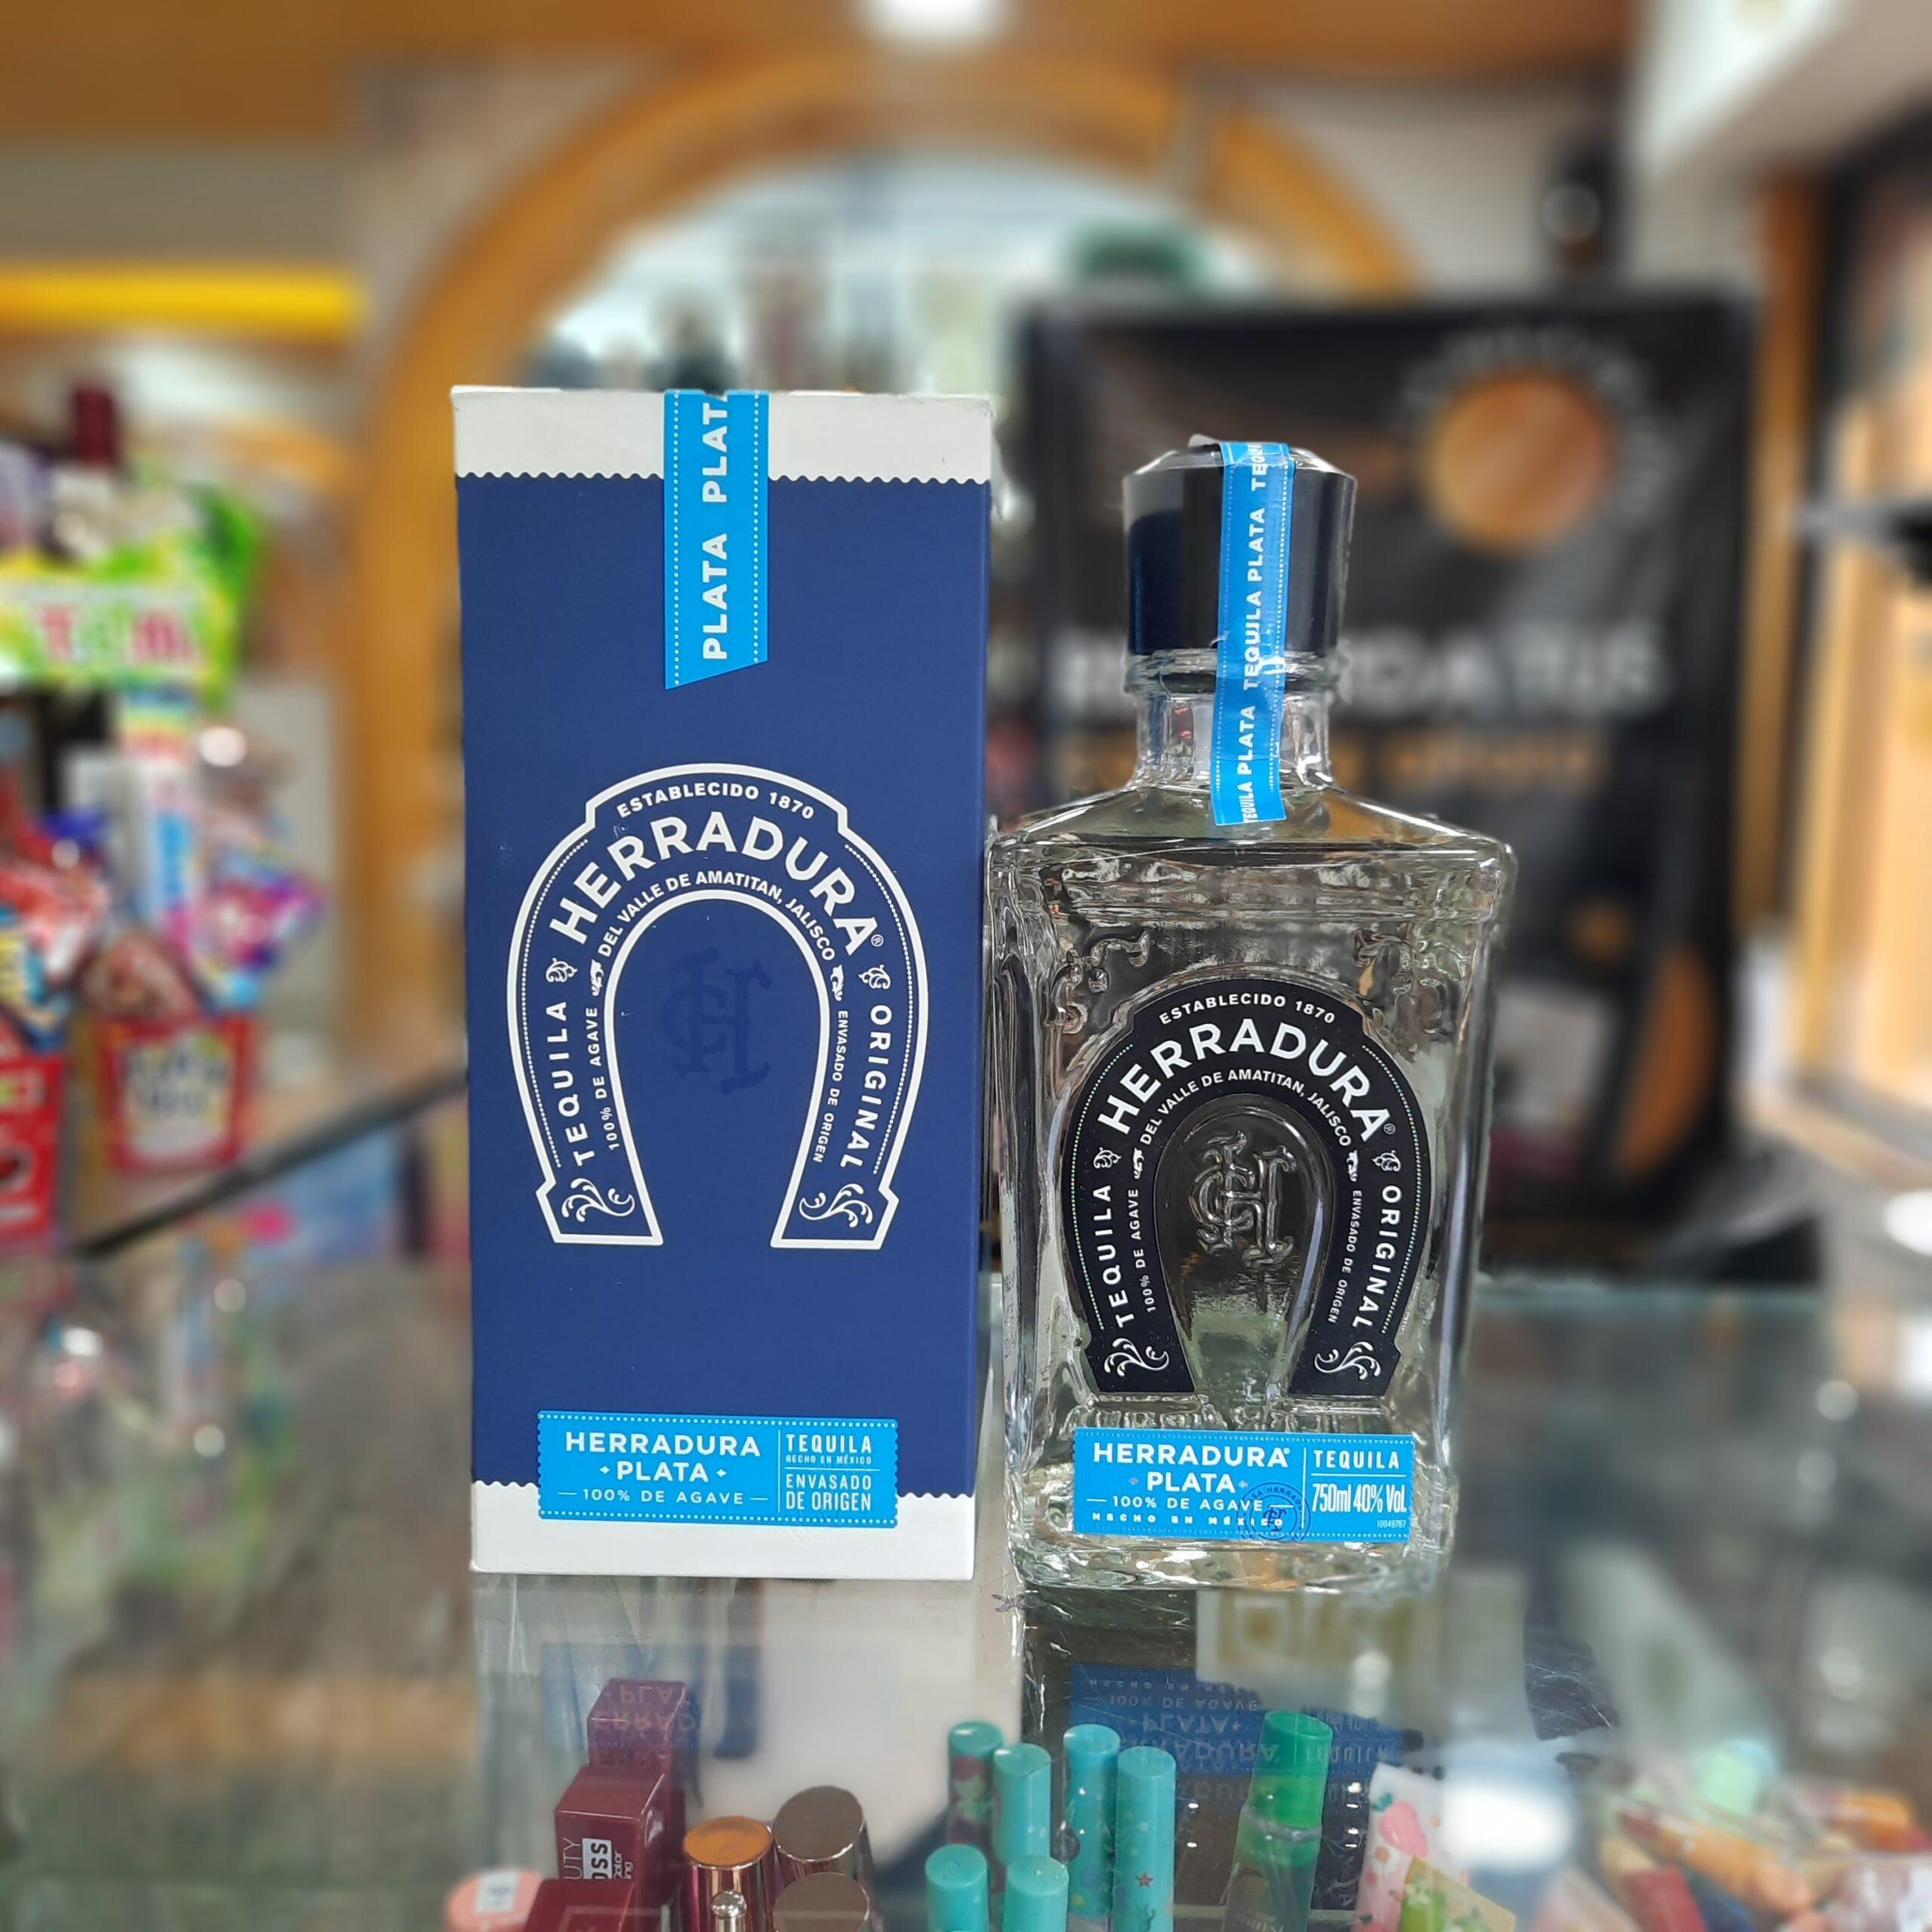 PLATA PLAT
ESTABLECIDO 1870
HERRADURA®
DEL VALLE DE AMATITAN, JALISCO
TEQUILA
100% DE AGAVE
ENVASADO DE ORIGEN
ORIGINAL
HERRADURA
PLATA
100% DE AGAVE
TEQUILA
HECHO EN MÉXICO
ENVASADO
DE ORIGEN
TEQUILA PLATA TEQUILA PLATA TEQUI
ESTABLECIDO 1870
HERRADURA®
DEL VALLE DE AMATITAN, JALISCO
TEQUILA
100% DE AGAVE
ENVASADO DE ORIGEN
ORIGINAL
HERRADURA®
PLATA
100% DE AGAVE
HECHO EN MÉXICO
TEQUILA
750ml 40% Vol.